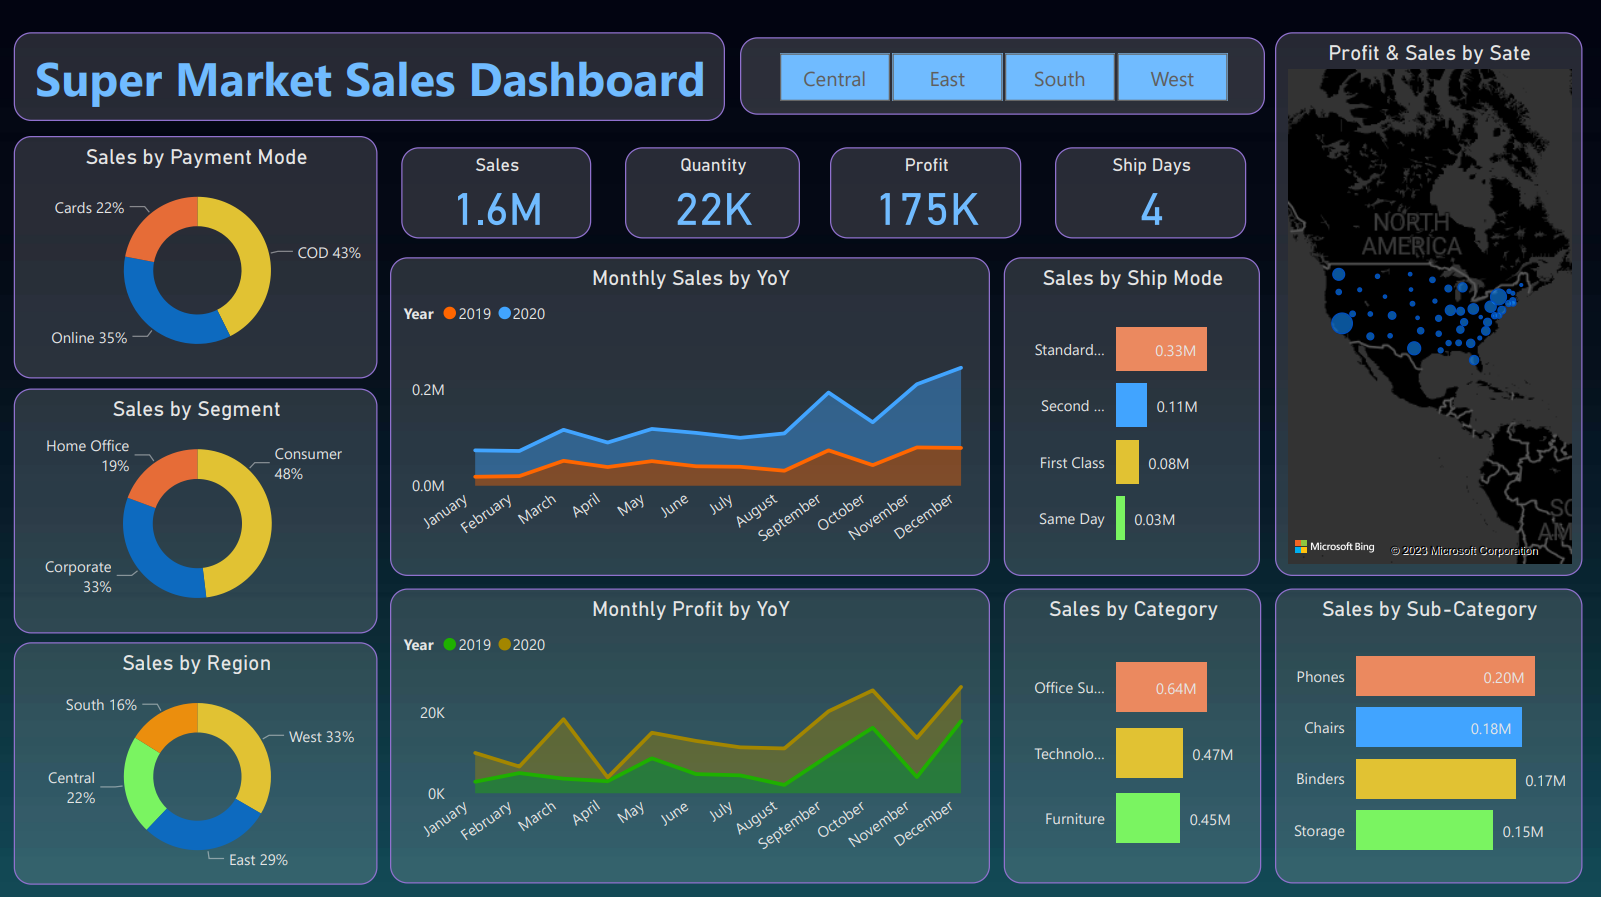 Super Market Sales Dashboard
Central
East
South
West
Profit & Sales by Sate
NORTH
AMERICA
SO
AM
Microsoft Bing
© 2023 Microsoft Corporation
Sales by Payment Mode
Cards 22%
COD 43%
Online 35%
Sales
1.6M
Quantity
22K
Profit
175K
Ship Days
4
Monthly Sales by YoY
Year
2019
2020
0.2M
0.0M
January
February
March
April
May
June
July
August
September
October
November
December
Sales by Ship Mode
Standard...
0.33M
Second ...
0.11M
First Class
0.08M
Same Day
0.03M
Sales by Segment
Home Office
19%
Consumer
48%
Corporate
33%
Sales by Region
South 16%
West 33%
Central
22%
East 29%
Monthly Profit by YoY
Year
2019
2020
20K
0K
January
February
March
April
May
June
July
August
September
October
November
December
Sales by Category
Office Su...
0.64M
Technolo...
0.47M
Furniture
0.45M
Sales by Sub-Category
Phones
0.20M
Chairs
0.18M
Binders
0.17M
Storage
0.15M